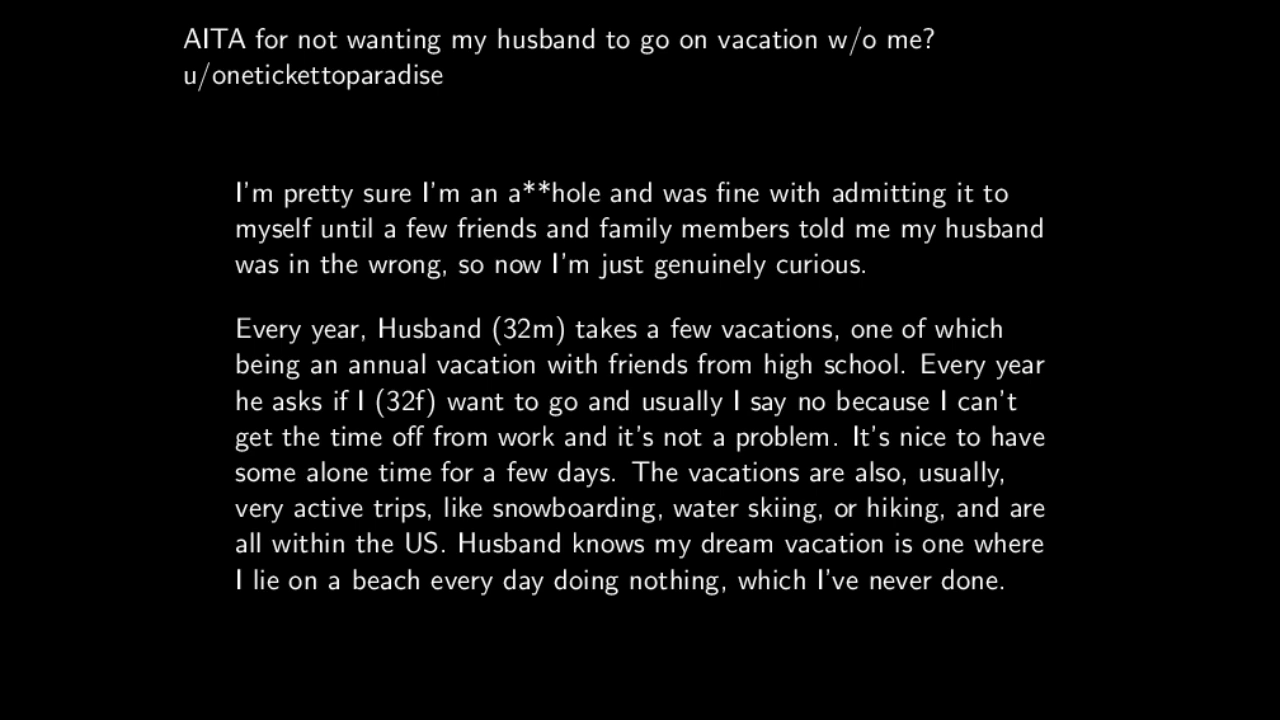 AITA for not wanting my husband to go on vacation w/o me?
u/onetickettoparadise
I'm pretty sure I'm an a**hole and was fine with admitting it to
myself until a few friends and family members told me my husband
was in the wrong, so now I'm just genuinely curious.
Every year, Husband (32m) takes a few vacations, one of which
being an annual vacation with friends from high school. Every year
he asks if I (32f) want to go and usually I say no because I can't
get the time off from work and it's not a problem. It's nice to have
some alone time for a few days. The vacations are also, usually,
very active trips, like snowboarding, water skiing, or hiking, and are
all within the US. Husband knows my dream vacation is one where
I lie on a beach every day doing nothing, which I've never done.